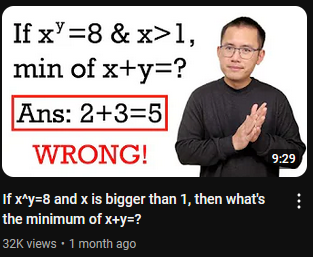 If xʸ=8 & x>1,
min of x+y=?
Ans: 2+3=5
WRONG!
9:29
If x^y=8 and x is bigger than 1, then what's
the minimum of x+y=?
32K views • 1 month ago